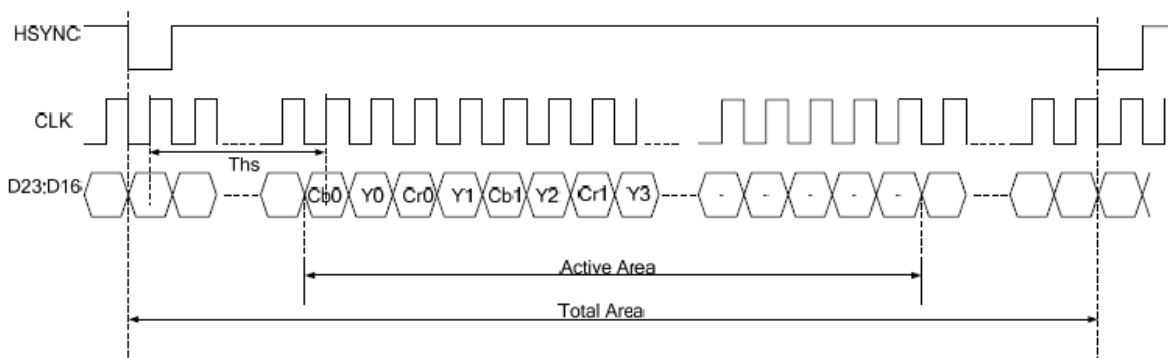 HSYNC
CLK
Ths
D23:D16
Cb0 Y0 Cr0 Y1 Cb1 Y2 Cr1 Y3 - - - - -
Active Area
Total Area